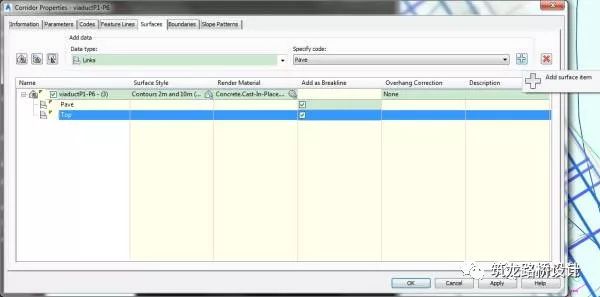 Corridor Properties - viaductP1-P6
Information Parameters Codes Feature Lines Surfaces Boundaries Slope Patterns
Add data
Data type: Specify code:
Links Pave
Add surface item
Name Surface Style Render Material Add as Breakline Overhang Correction Description
viaductP1-P6 - (3) Contours 2m and 10m (... Concrete.Cast-In-Place.... None
Pave
Top
筑龙路桥设计
OK Cancel Apply Help